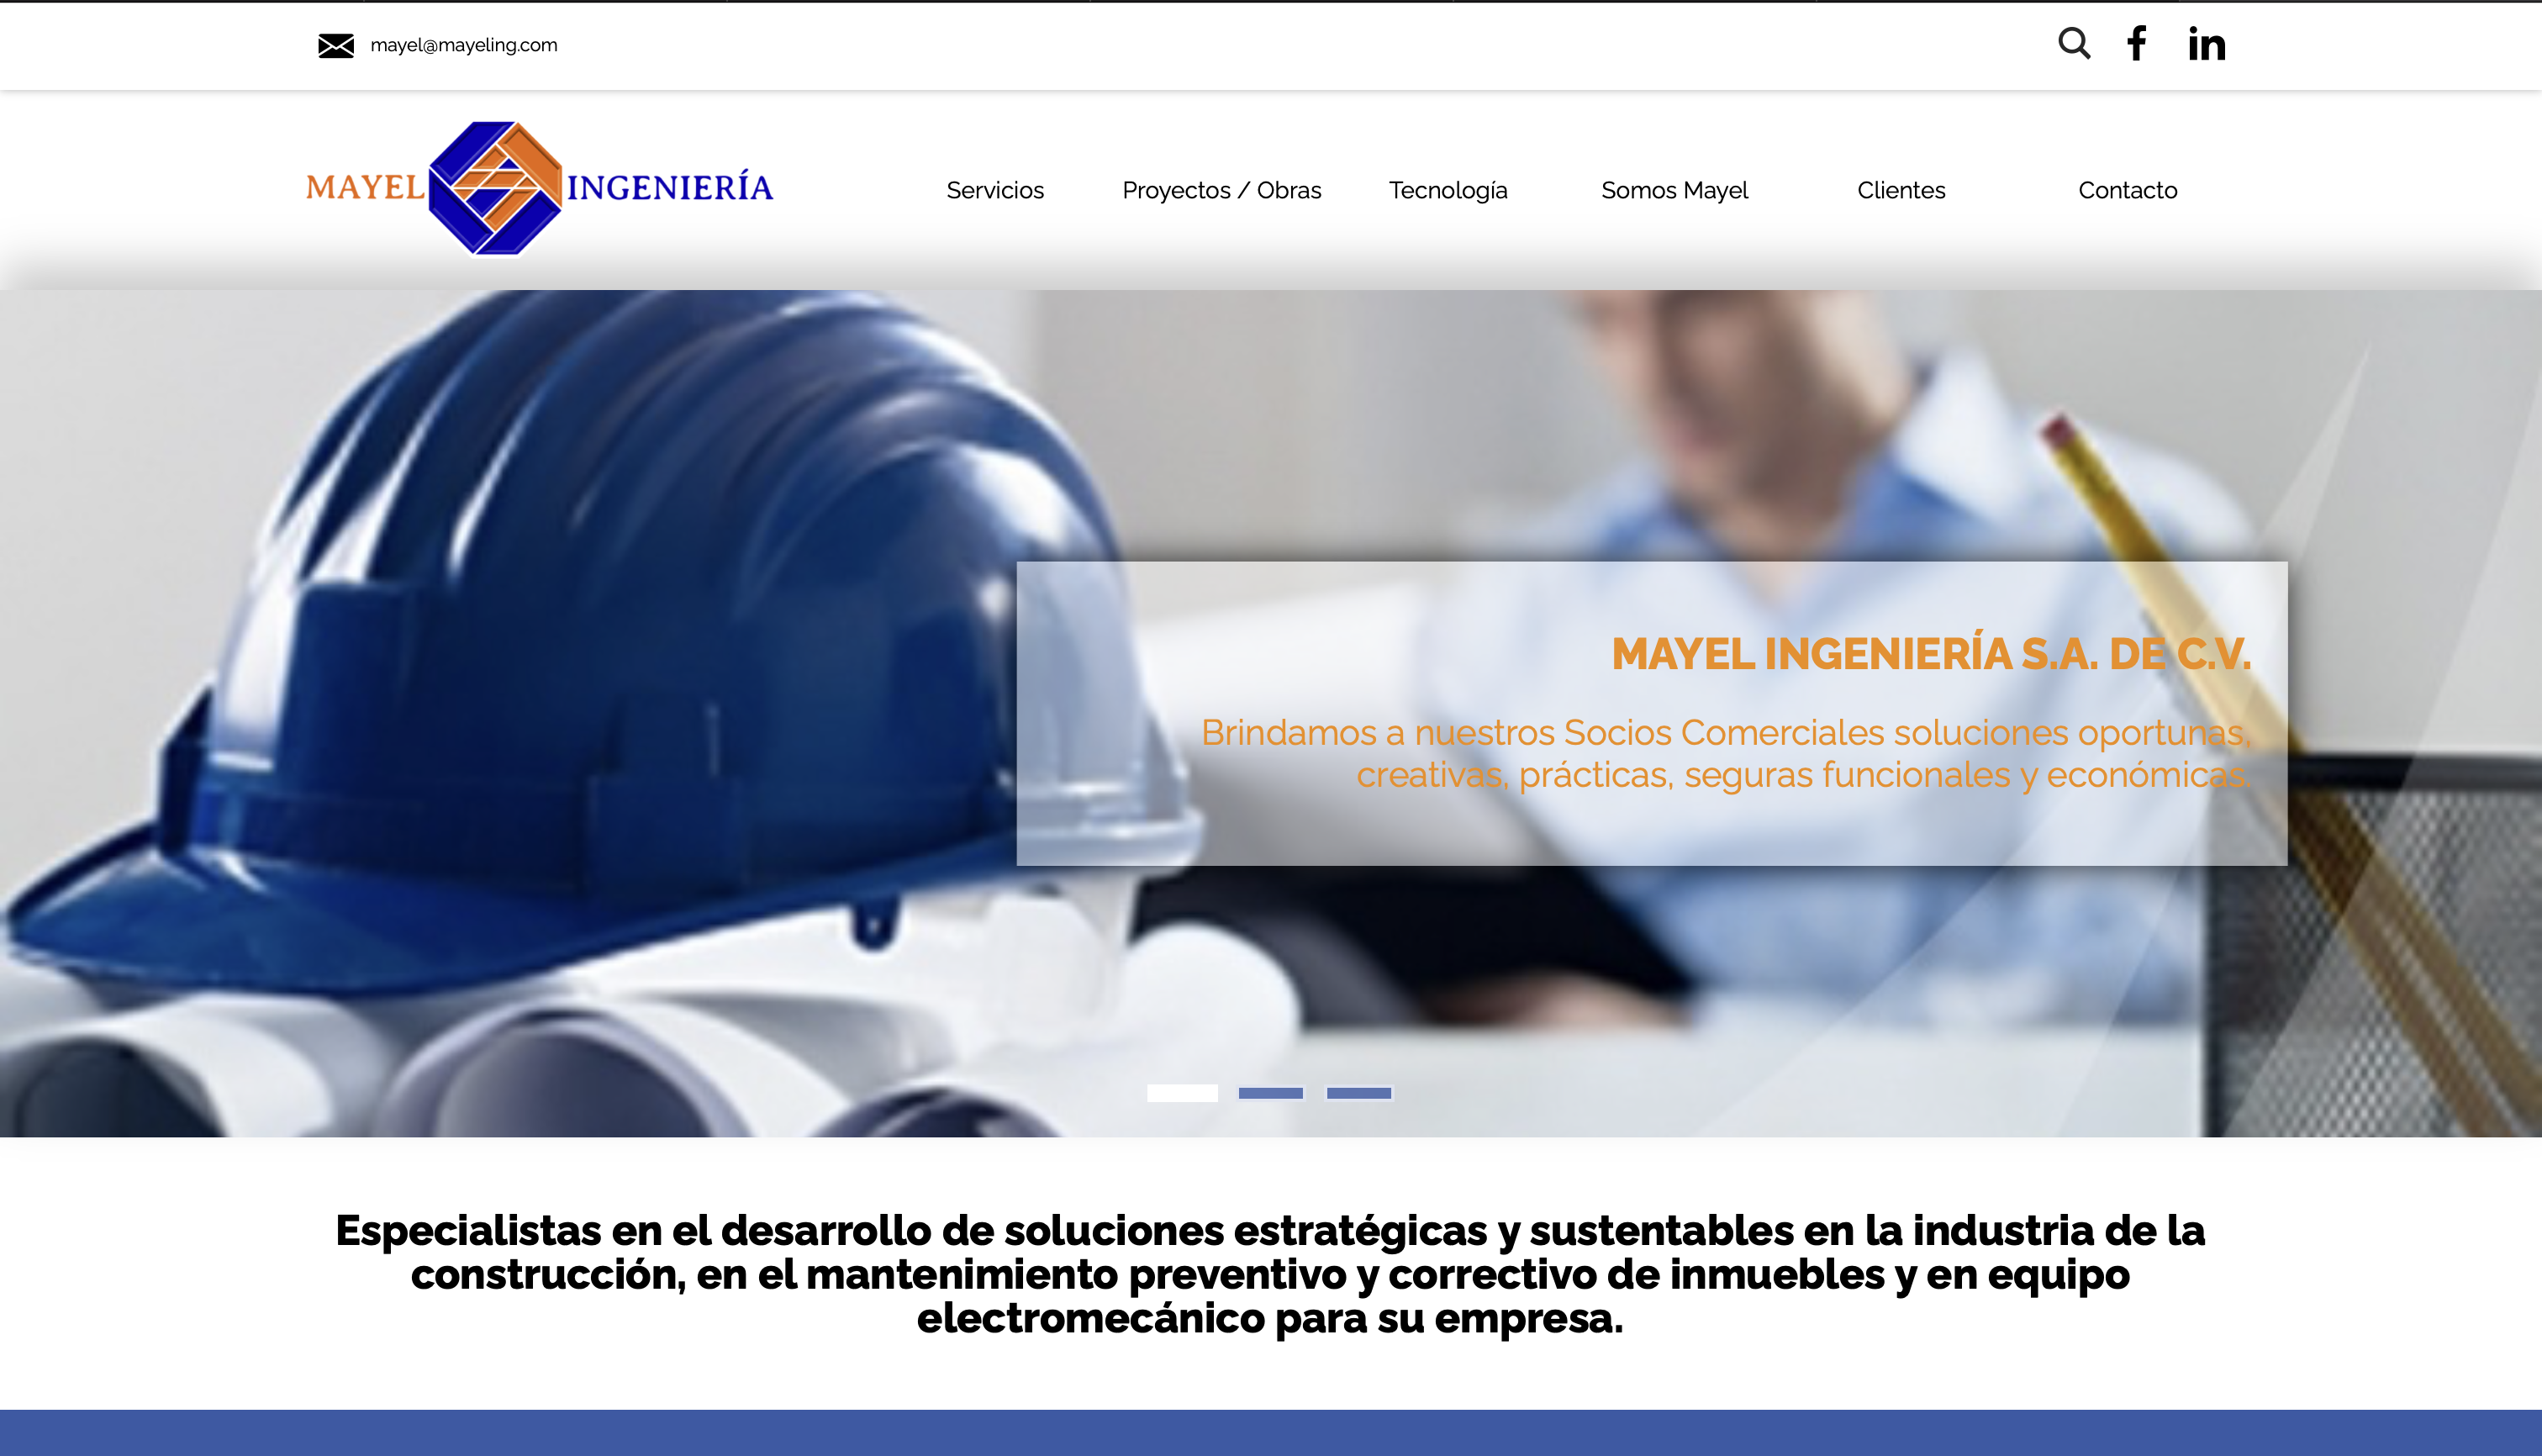 mayel@mayeling.com
MAYEL INGENIERÍA
Servicios
Proyectos / Obras
Tecnología
Somos Mayel
Clientes
Contacto
MAYEL INGENIERÍA S.A. DE C.V.
Brindamos a nuestros Socios Comerciales soluciones oportunas,
creativas, prácticas, seguras funcionales y económicas.
Especialistas en el desarrollo de soluciones estratégicas y sustentables en la industria de la
construcción, en el mantenimiento preventivo y correctivo de inmuebles y en equipo
electromecánico para su empresa.